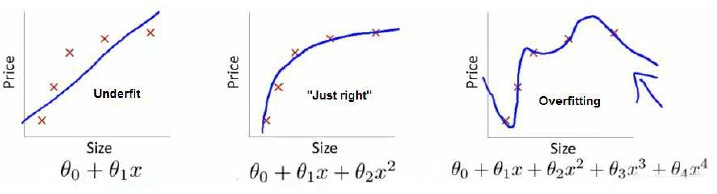 Price
Underfit
Size
θ₀ + θ₁x
Price
"Just right"
Size
θ₀ + θ₁x + θ₂x²
Price
Overfitting
Size
θ₀ + θ₁x + θ₂x² + θ₃x³ + θ₄x⁴